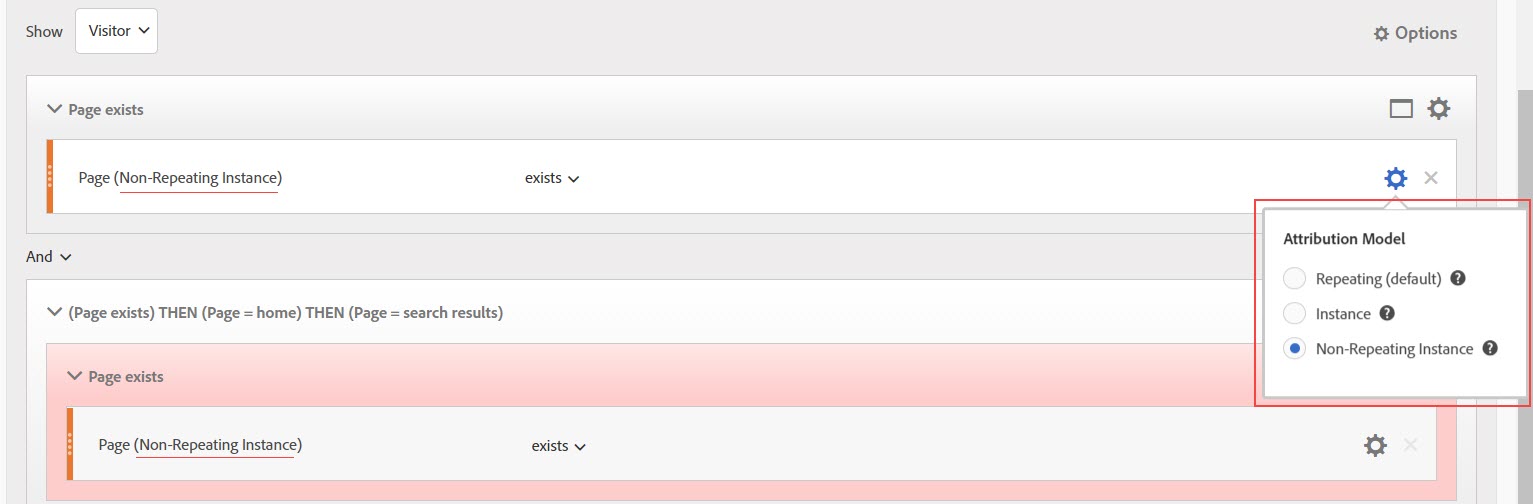 Show Visitor Options
Page exists
Page (Non-Repeating Instance) exists
And
Attribution Model
Repeating (default) ?
Instance ?
Non-Repeating Instance ?
(Page exists) THEN (Page = home) THEN (Page = search results)
Page exists
Page (Non-Repeating Instance) exists